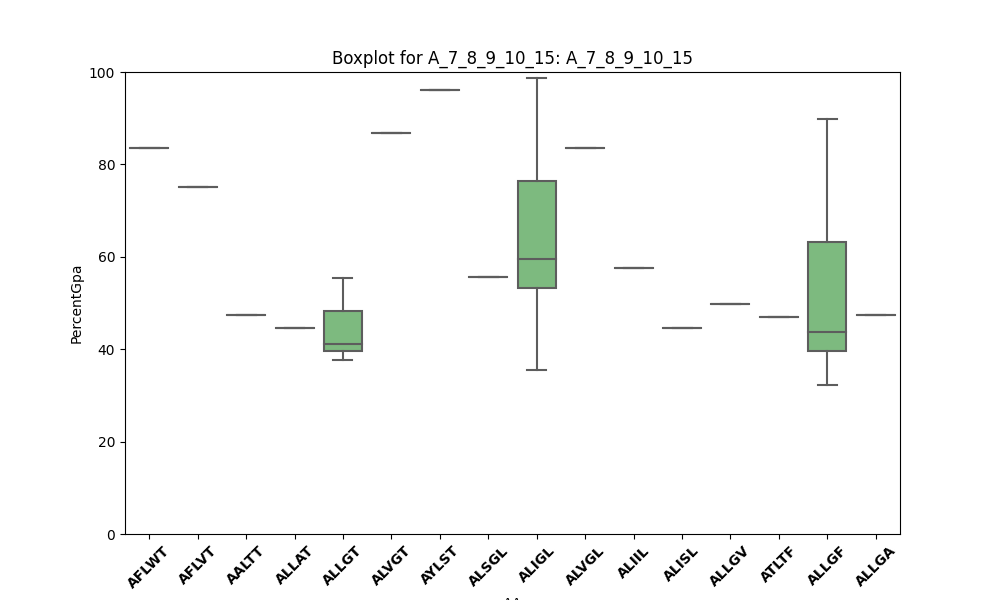 Boxplot for A_7_8_9_10_15: A_7_8_9_10_15
PercentGpa
100
80
60
40
20
0
AFLWT
AFLVT
AALTT
ALLAT
ALLGT
ALVGT
AYLST
ALSGL
ALIGL
ALVGL
ALIIL
ALISL
ALLGV
ATLTF
ALLGF
ALLGA